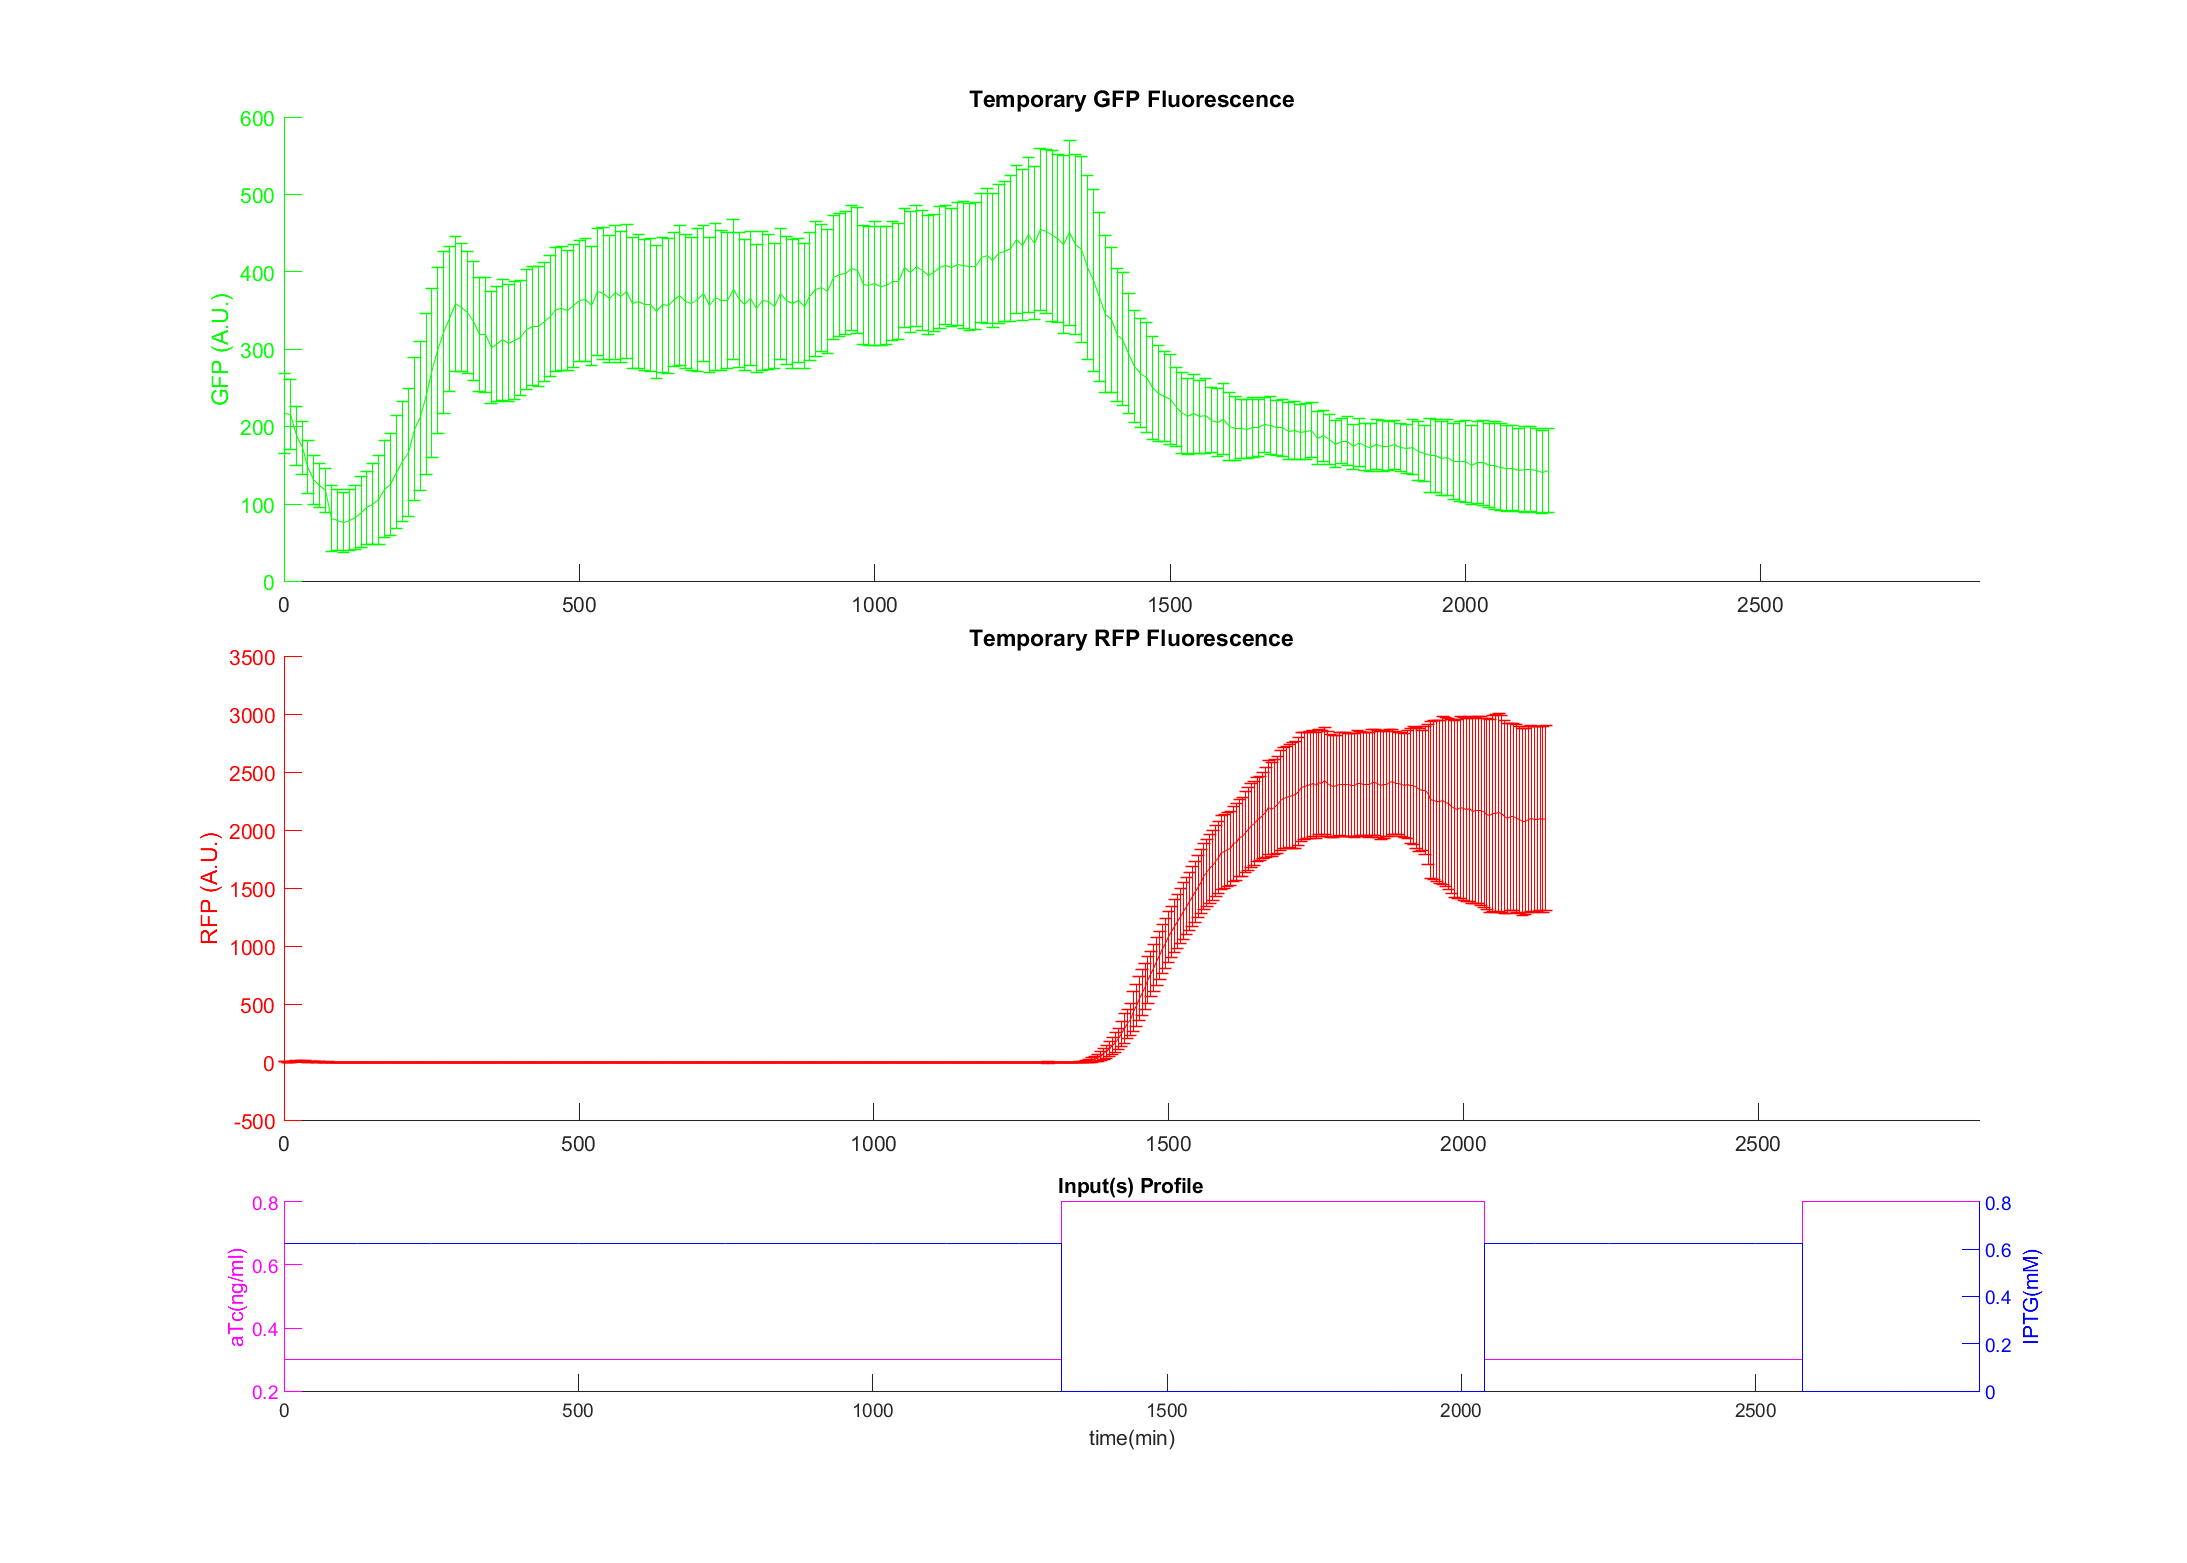 Temporary GFP Fluorescence
600
500
400
300
200
100
0
GFP (A.U.)
0 500 1000 1500 2000 2500
Temporary RFP Fluorescence
3500
3000
2500
2000
1500
1000
500
0
-500
RFP (A.U.)
0 500 1000 1500 2000 2500
Input(s) Profile
0.8
0.6
0.4
0.2
aTc(ng/ml)
0.8
0.6
0.4
0.2
0
IPTG(mM)
0 500 1000 1500 2000 2500
time(min)